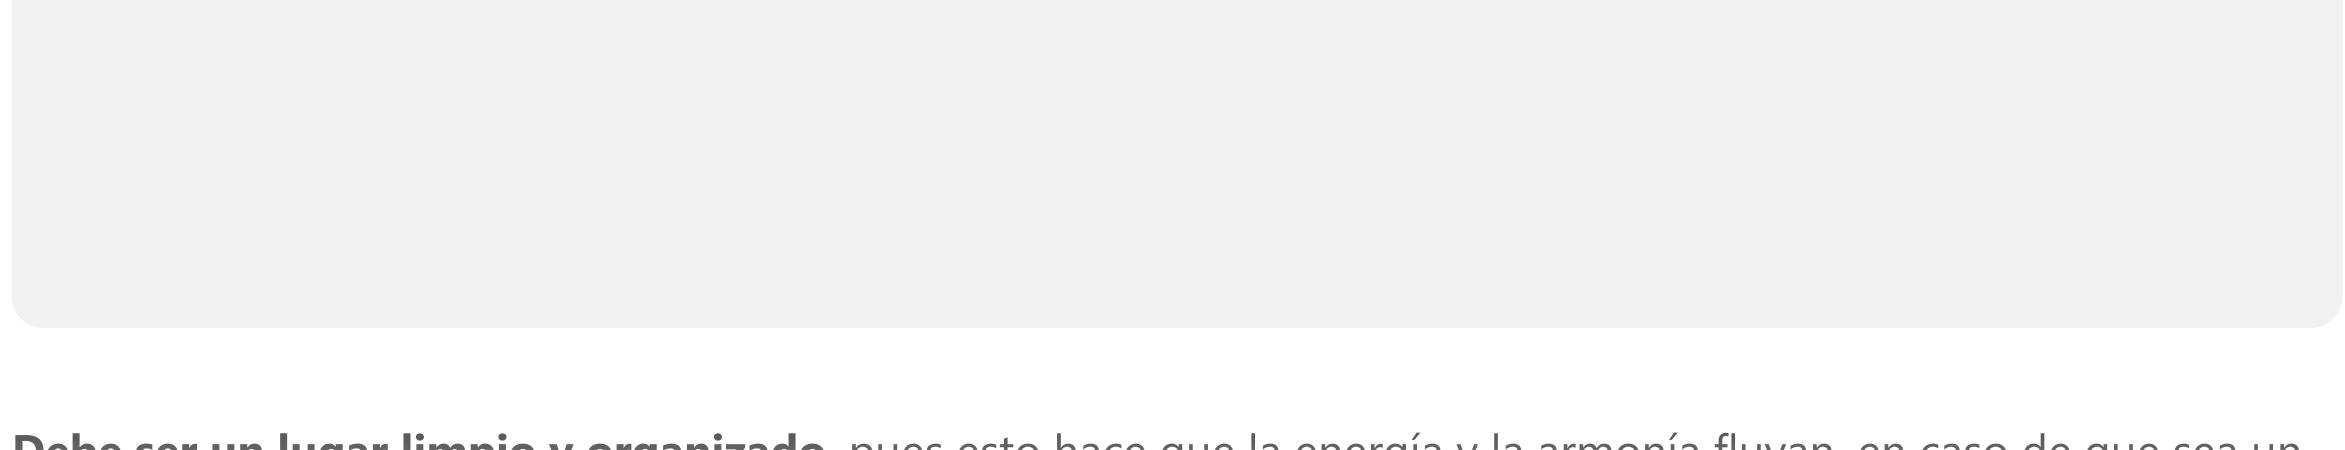 Debe ser un lugar limpio y organizado, pues esto hace que la energía y la armonía fluyan, en caso de que sea un